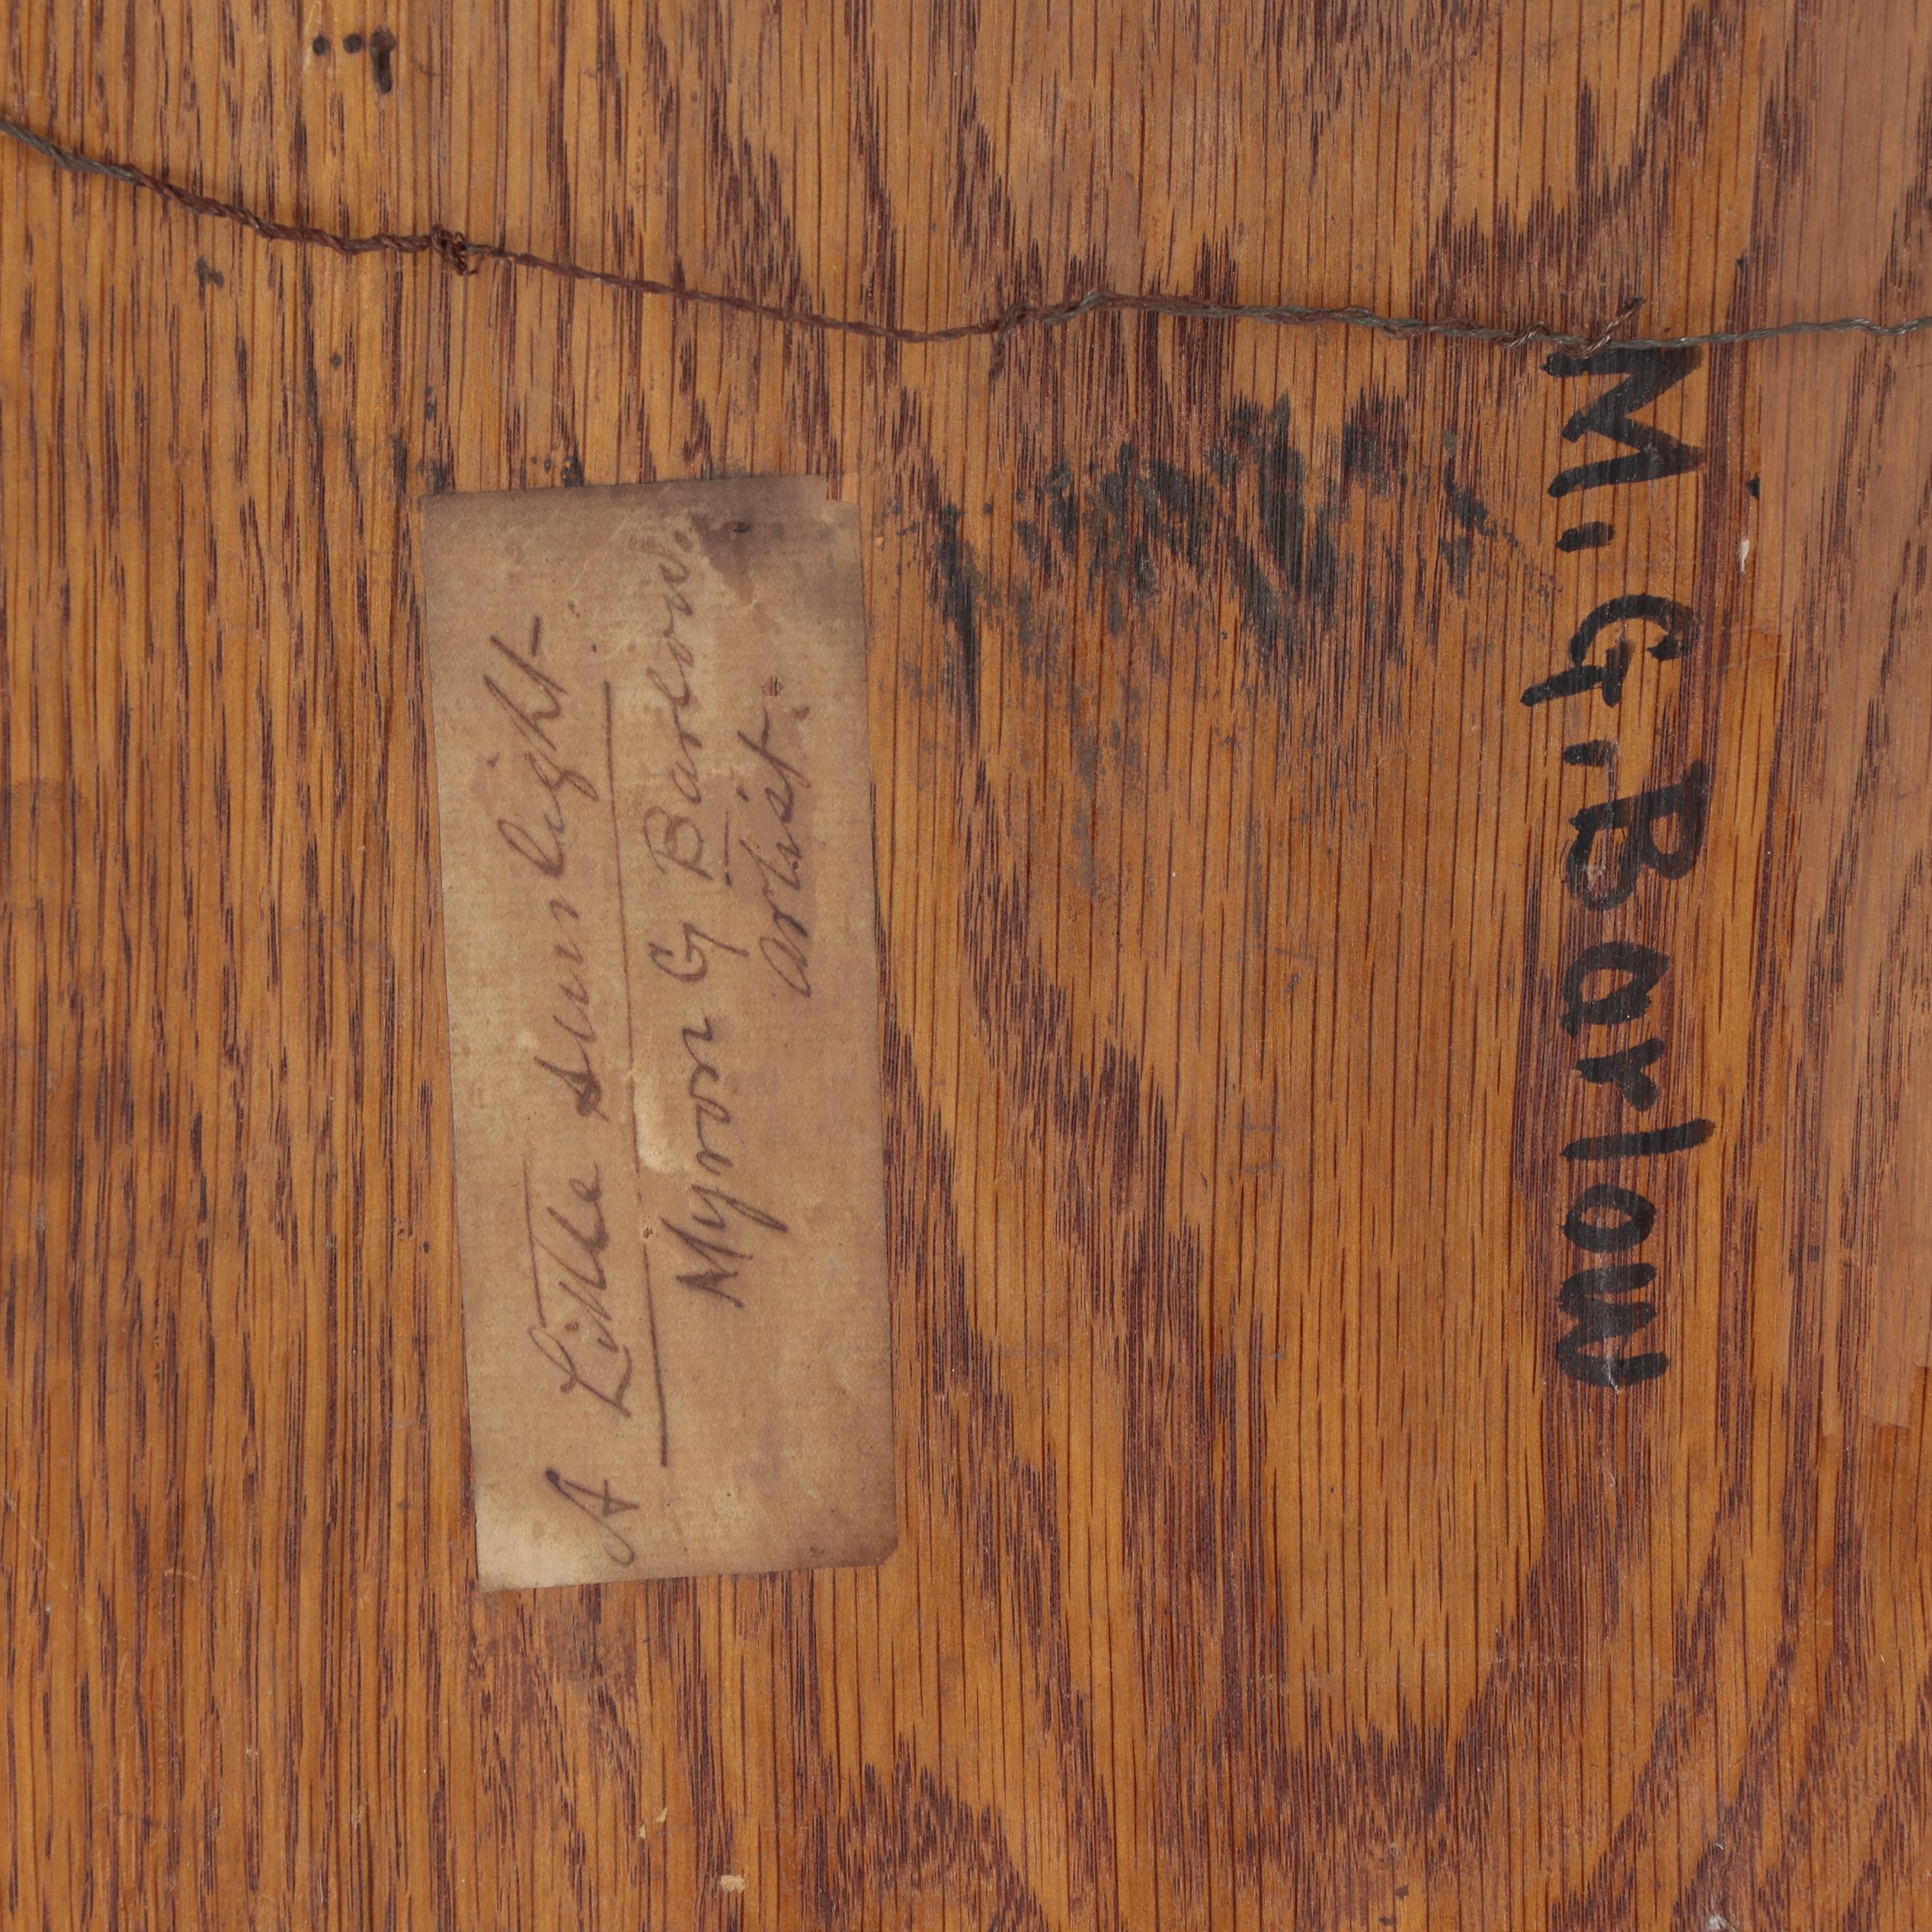 A Little sunlight
Myron G Barlow.
artist.
M. G. Barlow